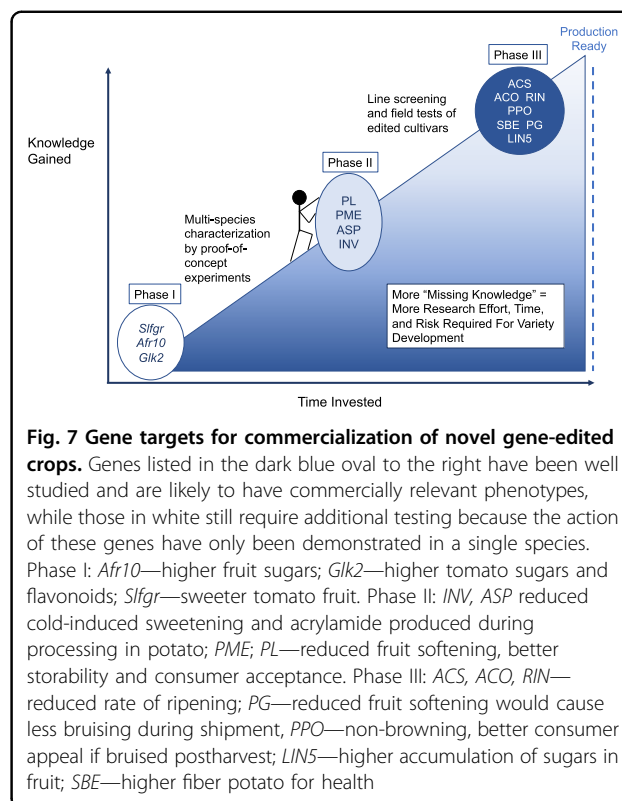 Production
Ready
Phase III
ACS
ACO RIN
PPO
SBE PG
LIN5
Line screening
and field tests of
edited cultivars
Knowledge
Gained
Phase II
PL
PME
ASP
INV
Multi-species
characterization
by proof-of-
concept
experiments
Phase I
Slfgr
Afr10
Glk2
More “Missing Knowledge” =
More Research Effort, Time,
and Risk Required For Variety
Development
Time Invested
Fig. 7 Gene targets for commercialization of novel gene-edited
crops. Genes listed in the dark blue oval to the right have been well
studied and are likely to have commercially relevant phenotypes,
while those in white still require additional testing because the action
of these genes have only been demonstrated in a single species.
Phase I: Afr10—higher fruit sugars; Glk2—higher tomato sugars and
flavonoids; Slfgr—sweeter tomato fruit. Phase II: INV, ASP reduced
cold-induced sweetening and acrylamide produced during
processing in potato; PME; PL—reduced fruit softening, better
storability and consumer acceptance. Phase III: ACS, ACO, RIN—
reduced rate of ripening; PG—reduced fruit softening would cause
less bruising during shipment, PPO—non-browning, better consumer
appeal if bruised postharvest; LIN5—higher accumulation of sugars in
fruit; SBE—higher fiber potato for health